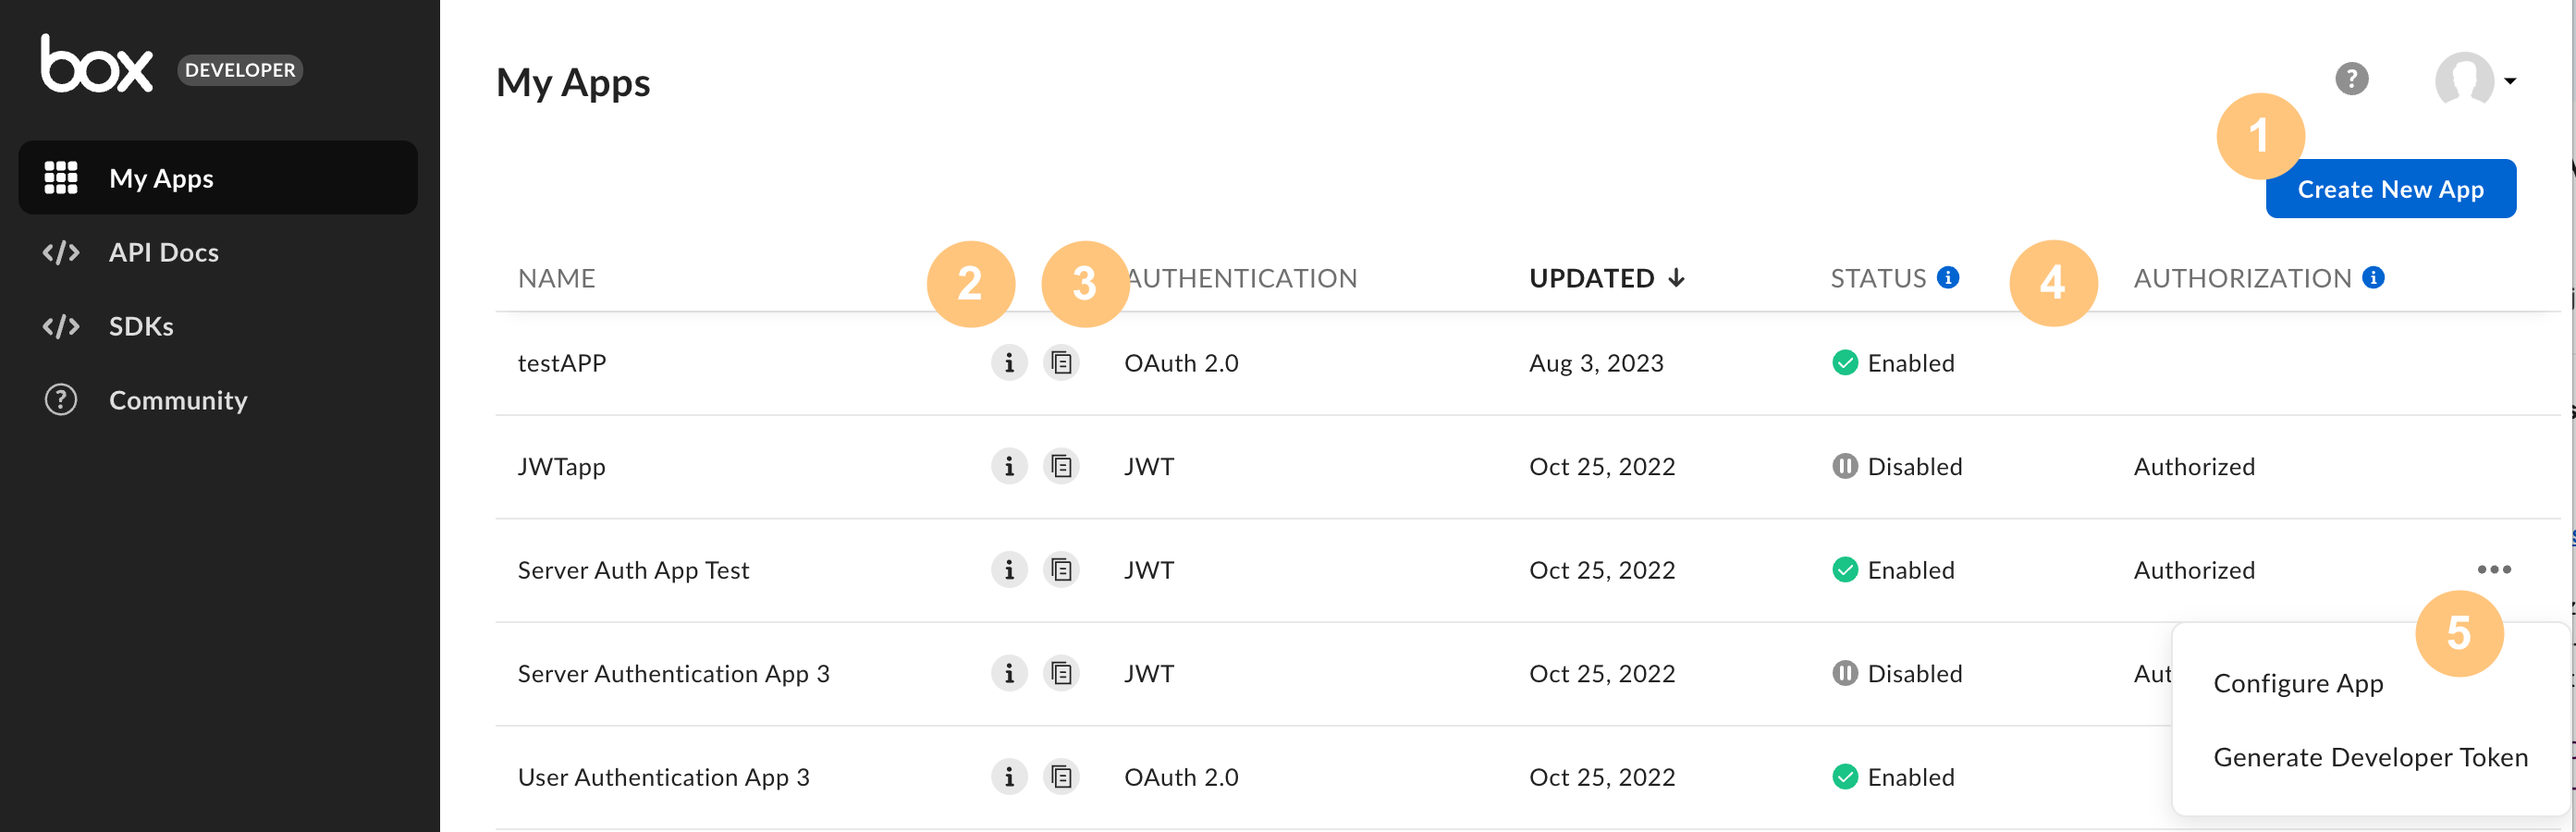 box DEVELOPER
My Apps
API Docs
SDKs
Community
My Apps
?
1
Create New App
NAME 2 3 AUTHENTICATION UPDATED STATUS 4 AUTHORIZATION
testAPP OAuth 2.0 Aug 3, 2023 Enabled
JWTapp JWT Oct 25, 2022 Disabled Authorized
Server Auth App Test JWT Oct 25, 2022 Enabled Authorized
5
Server Authentication App 3 JWT Oct 25, 2022 Disabled Aut
Configure App
Generate Developer Token
User Authentication App 3 OAuth 2.0 Oct 25, 2022 Enabled